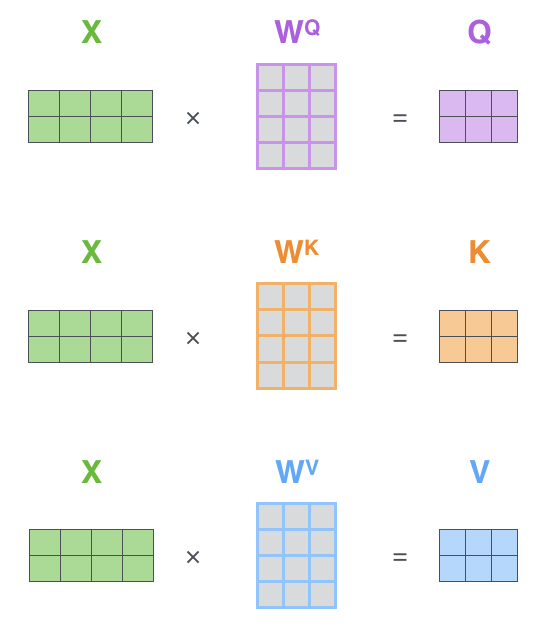 X W^Q Q
× =
X W^K K
× =
X W^V V
× =